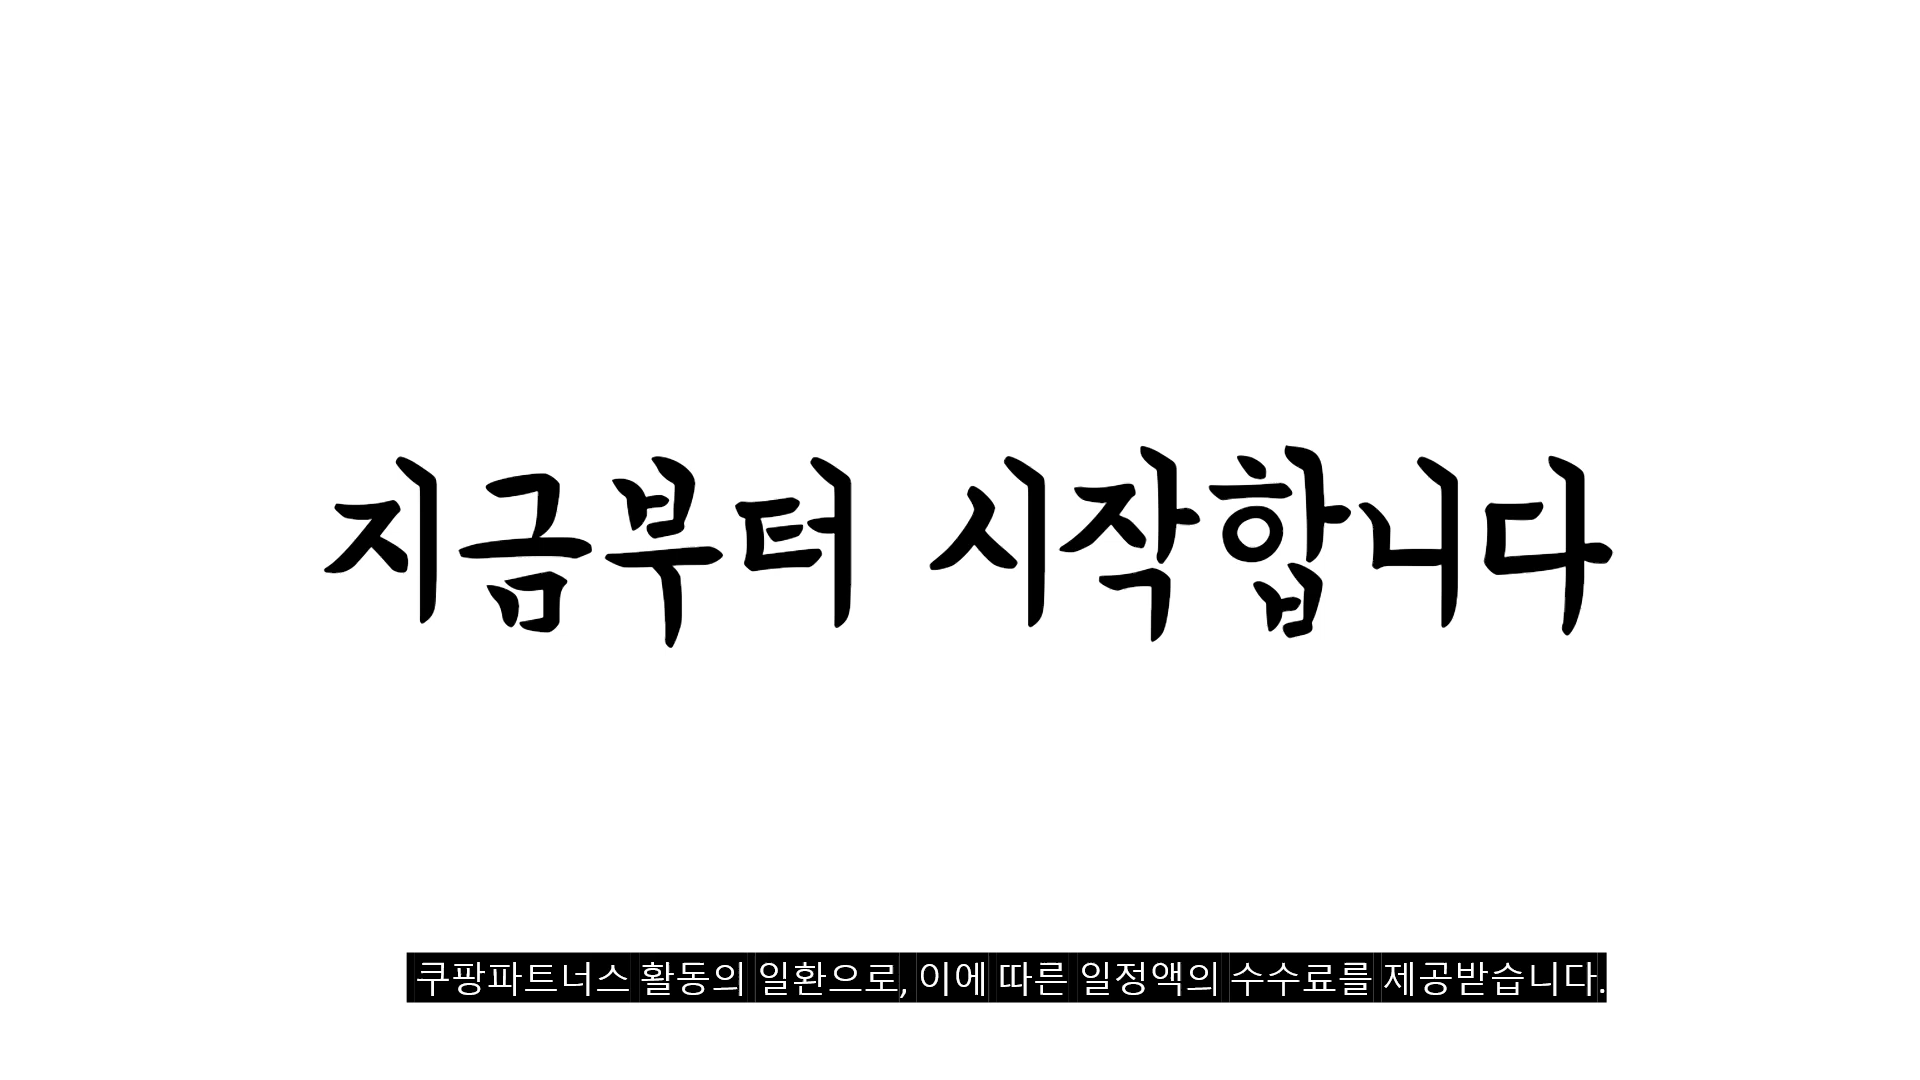 지금부터 시작합니다
쿠팡파트너스 활동의 일환으로, 이에 따른 일정액의 수수료를 제공받습니다.